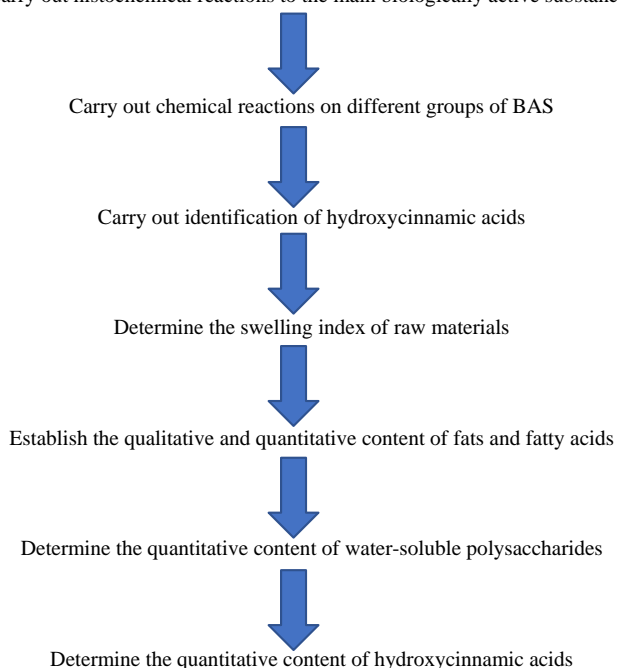 out histochemical reactions to the main biologically active
Carry out chemical reactions on different groups of BAS
Carry out identification of hydroxycinnamic acids
Determine the swelling index of raw materials
Establish the qualitative and quantitative content of fats and fatty acids
Determine the quantitative content of water-soluble polysaccharides
Determine the quantitative content of hydroxycinnamic acids